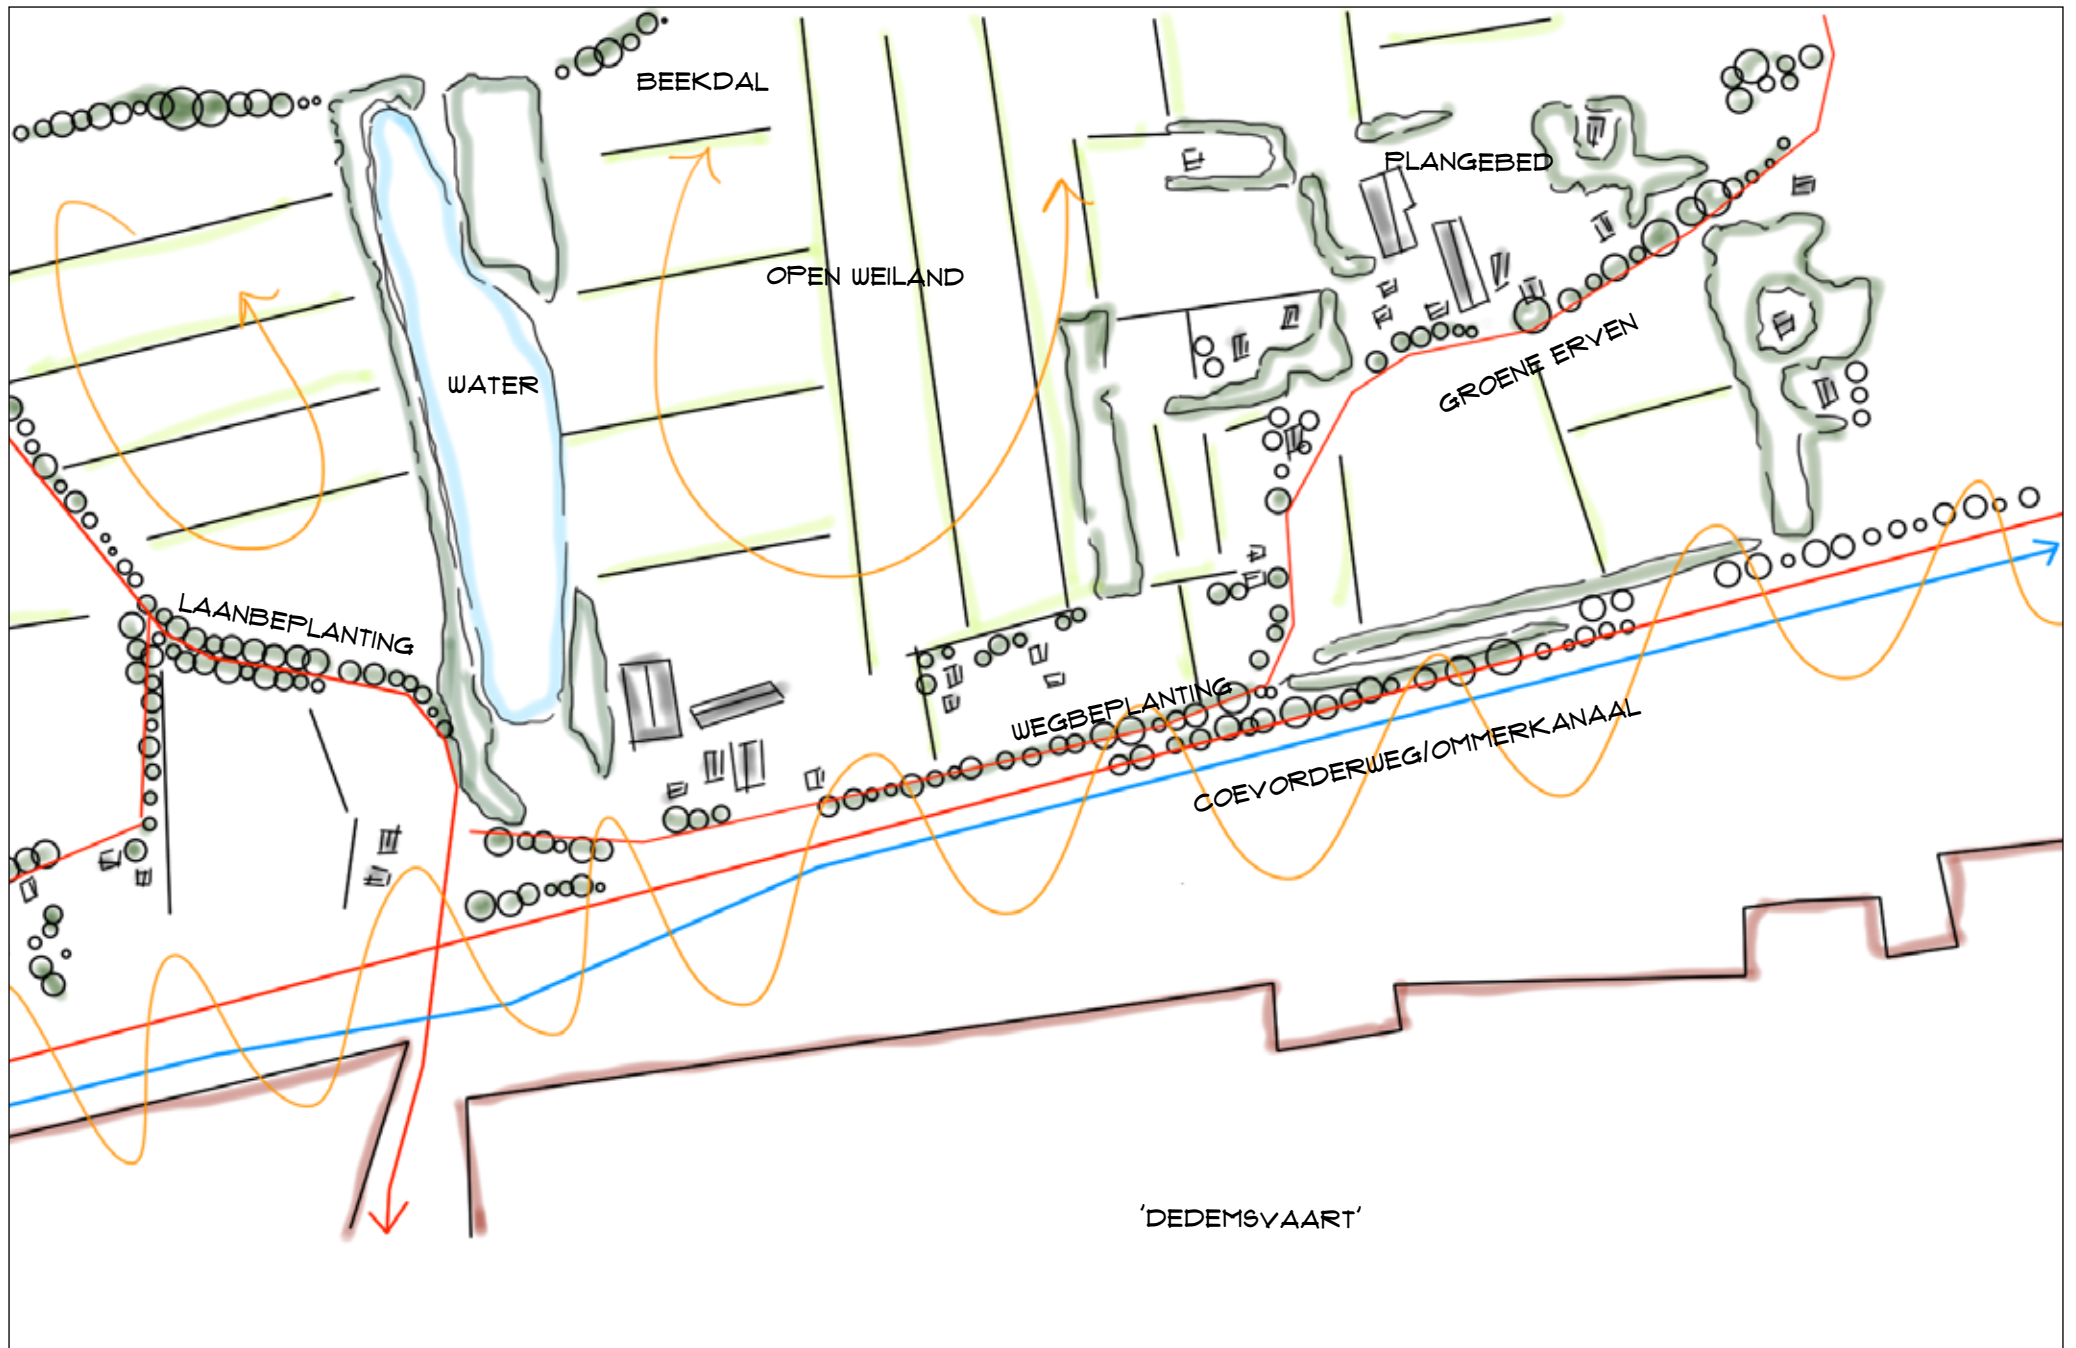 BEEKDAL
PLANGEBED
OPEN WEILAND
WATER
GROENE ERVEN
LAANBEPLANTING
WEGBEPLANTING
COEVORDERWEG/OMMERKANAAL
'DEDEMSVAART'